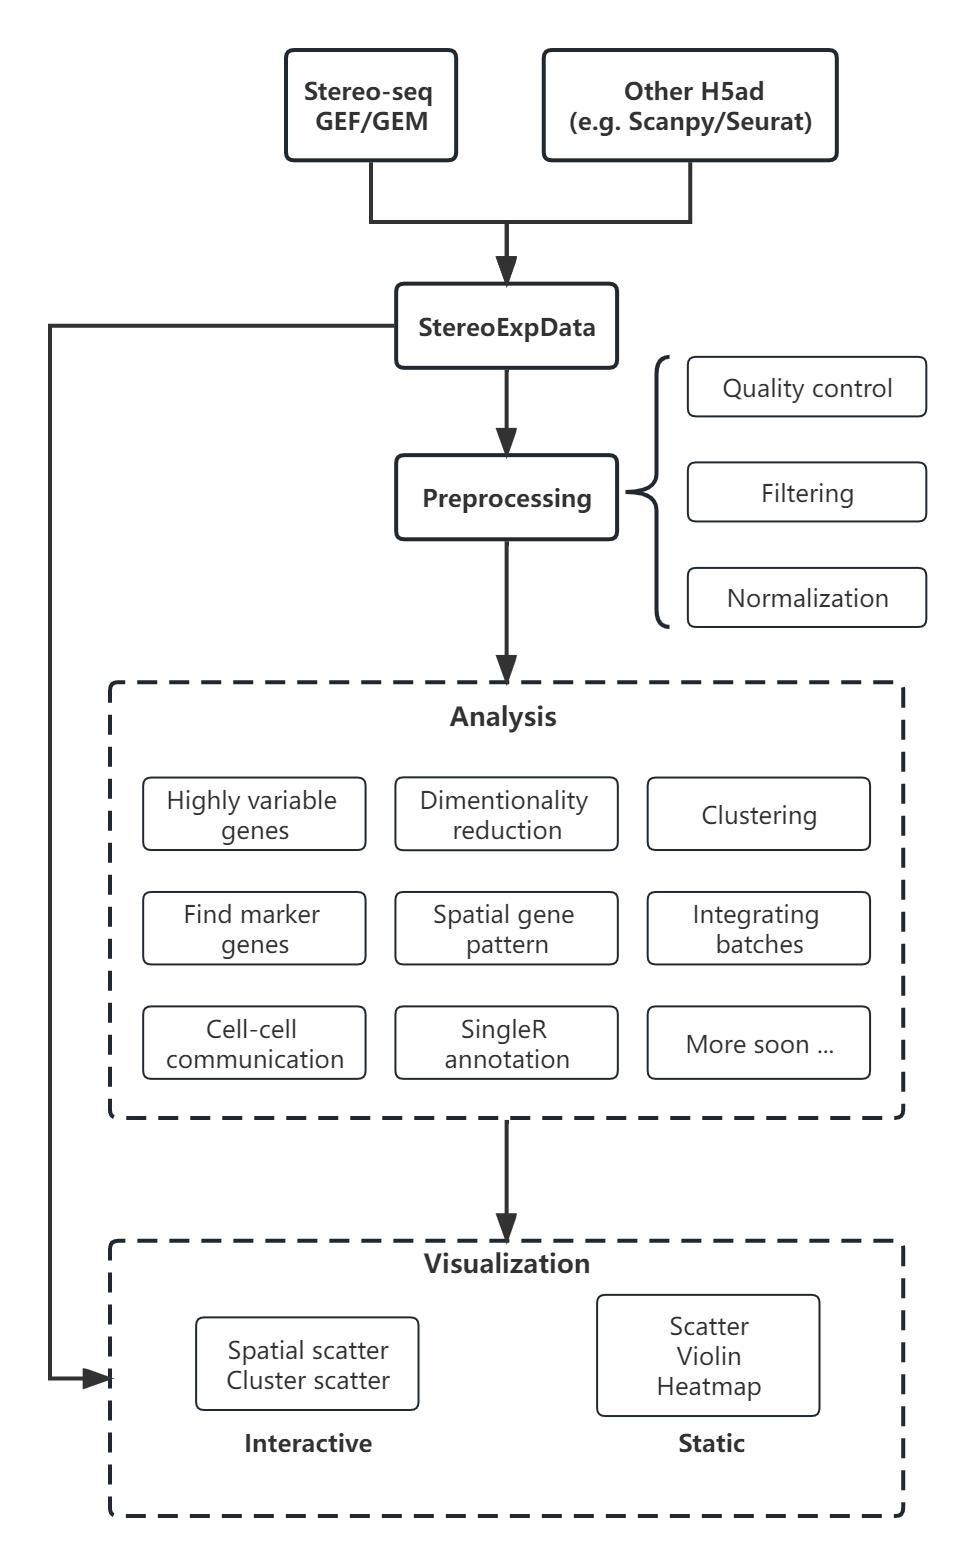 Stereo-seq
GEF/GEM
Other H5ad
(e.g. Scanpy/Seurat)
StereoExpData
Preprocessing
Quality control
Filtering
Normalization
Analysis
Highly variable
genes
Dimentionality
reduction
Clustering
Find marker
genes
Spatial gene
pattern
Integrating
batches
Cell-cell
communication
SingleR
annotation
More soon ...
Visualization
Spatial scatter
Cluster scatter
Interactive
Scatter
Violin
Heatmap
Static